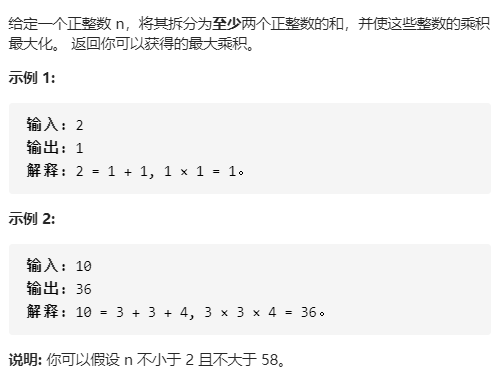 给定一个正整数 n，将其拆分为至少两个正整数的和，并使这些整数的乘积
最大化。 返回你可以获得的最大乘积。
示例 1:
输入: 2
输出: 1
解释: 2 = 1 + 1, 1 × 1 = 1。
示例 2:
输入: 10
输出: 36
解释: 10 = 3 + 3 + 4, 3 × 3 × 4 = 36。
说明: 你可以假设 n 不小于 2 且不大于 58。